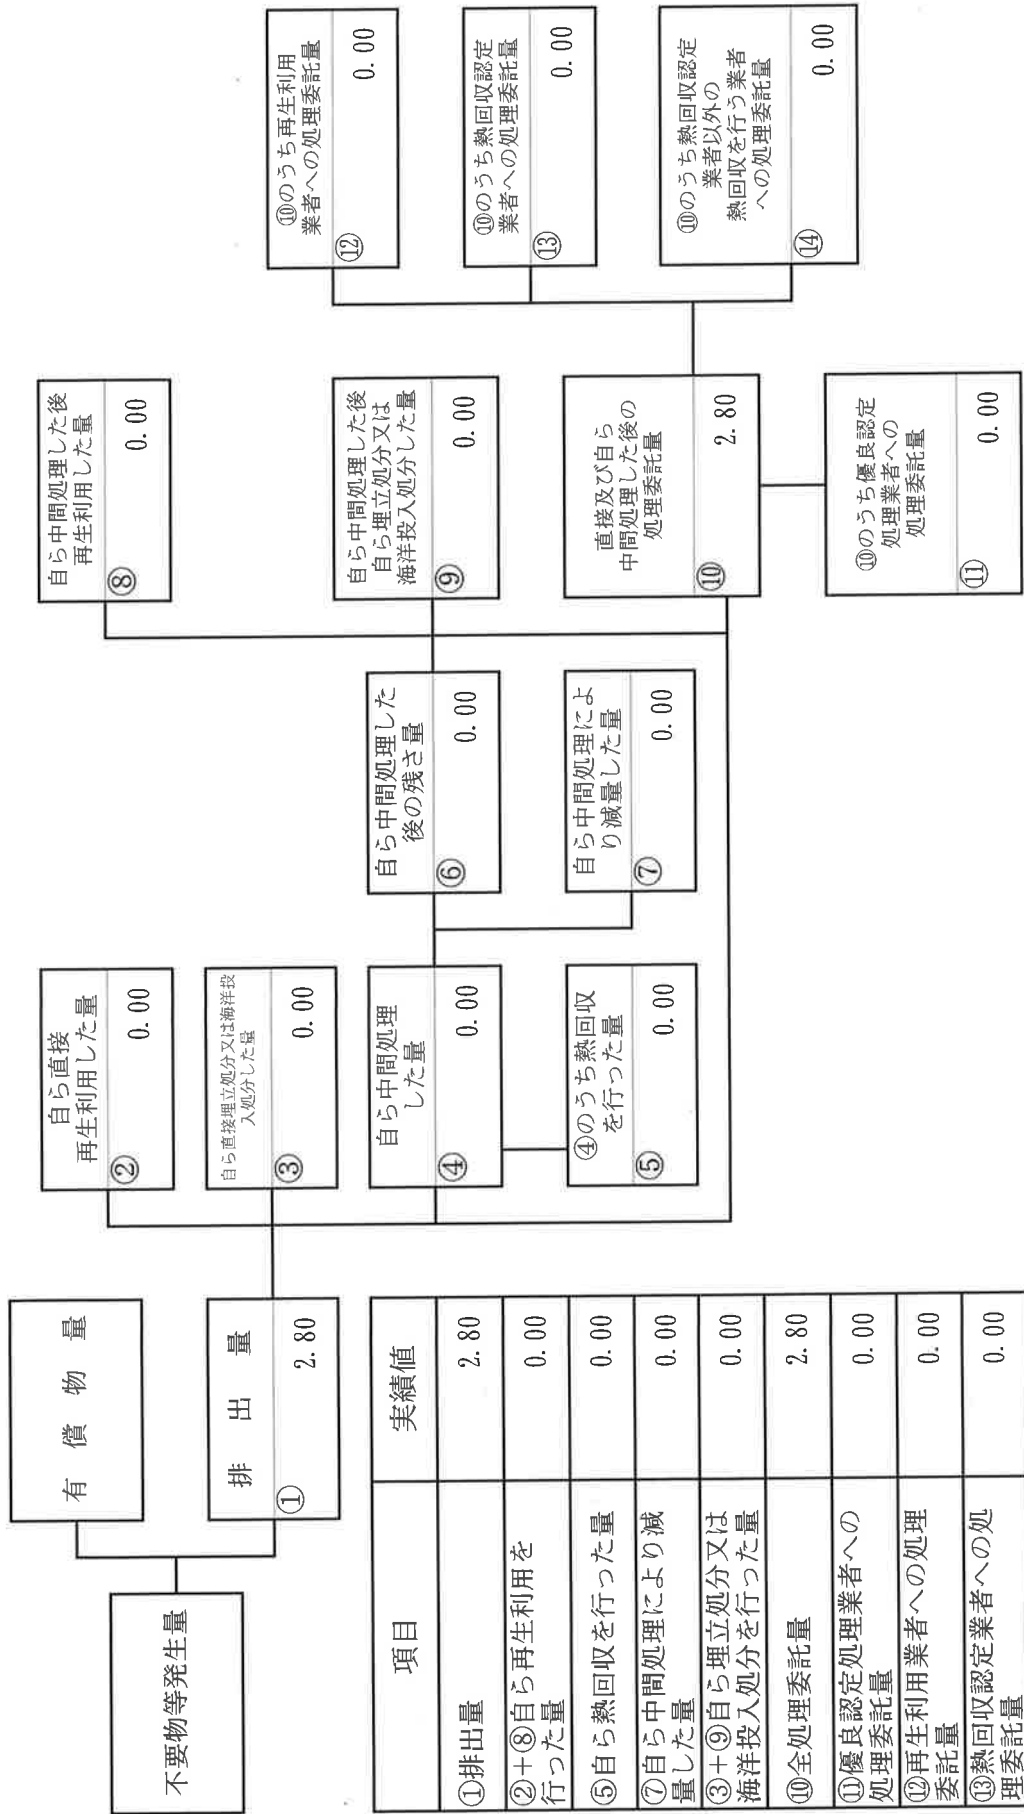 不要物等発生量
有償物量
排出量
①
2.80
自ら直接
再生利用した量
②
0.00
自ら直接埋立処分又は海洋投
入処分した量
③
0.00
自ら中間処理
した量
④
0.00
④のうち熱回収
を行った量
⑤
0.00
自ら中間処理した
後の残さ量
⑥
0.00
自ら中間処理によ
り減量した量
⑦
0.00
自ら中間処理した後
再生利用した量
⑧
0.00
自ら中間処理した後
自ら埋立処分又は
海洋投入処分した量
⑨
0.00
直接及び自ら
中間処理した後の
処理委託量
⑩
2.80
⑩のうち優良認定
処理業者への
処理委託量
⑪
0.00
⑩のうち再生利用
業者への処理委託量
⑫
0.00
⑩のうち熱回収認定
業者への処理委託量
⑬
0.00
⑩のうち熱回収認定
業者以外の
熱回収を行う業者
への処理委託量
⑭
0.00
項目 実績値
①排出量 2.80
②+⑧自ら再生利用を
行った量 0.00
⑤自ら熱回収を行った量 0.00
⑦自ら中間処理により減
量した量 0.00
③+⑨自ら埋立処分又は
海洋投入処分を行った量 0.00
⑩全処理委託量 2.80
⑪優良認定処理業者への
処理委託量 0.00
⑫再生利用業者への処理
委託量 0.00
⑬熱回収認定業者への処
理委託量 0.00